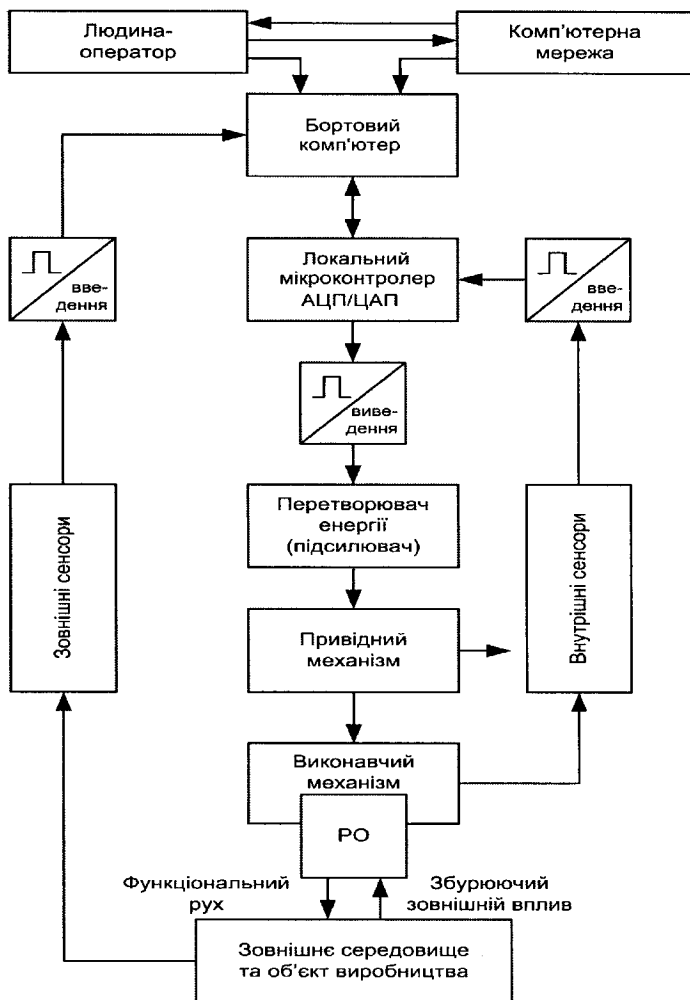 Людина-
оператор
Комп'ютерна
мережа
Бортовий
комп'ютер
вве-
дення
Локальний
мікроконтролер
АЦП/ЦАП
вве-
дення
виве-
дення
Зовнішні сенсори
Перетворювач
енергії
(підсилювач)
Внутрішні сенсори
Привідний
механізм
Виконавчий
механізм
РО
Функціональний
рух
Збурюючий
зовнішній вплив
Зовнішнє середовище
та об'єкт виробництва